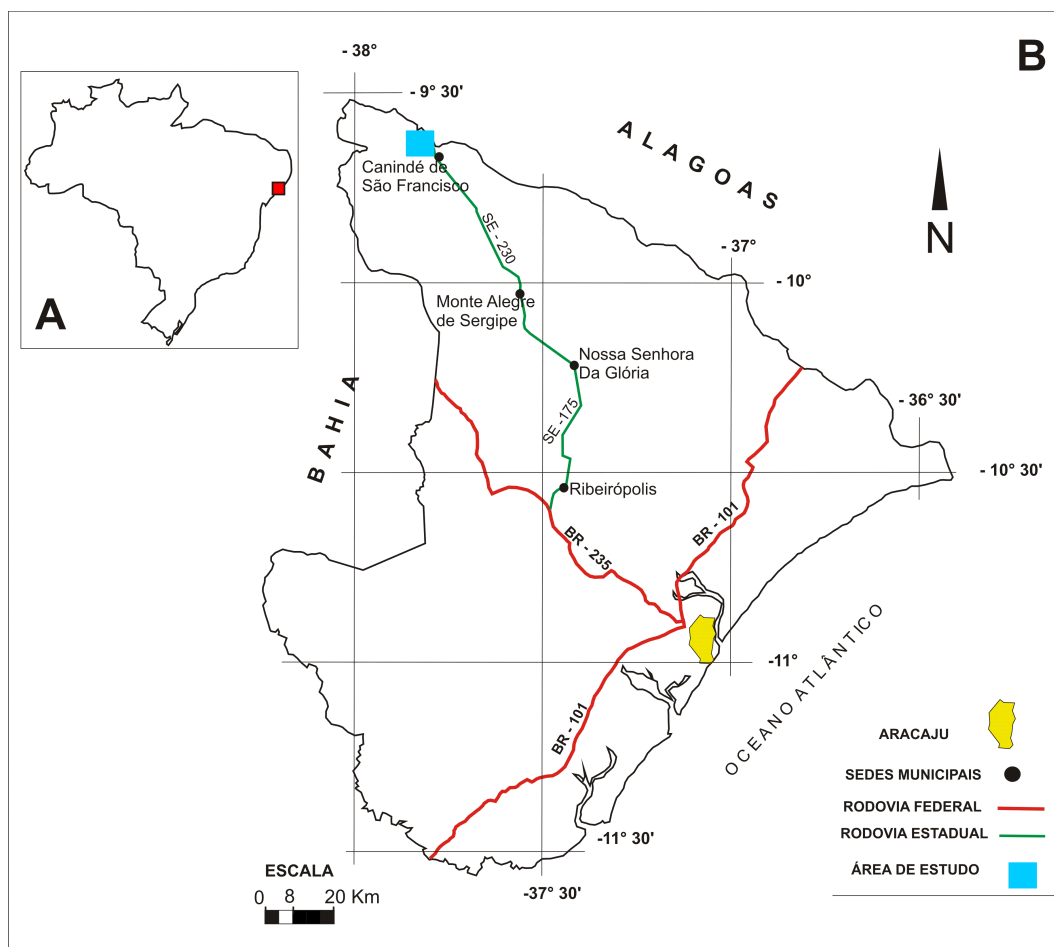 B
- 38°
- 9° 30'
ALAGOAS
Canindé de
São Francisco
SE - 230
N
- 37°
- 10°
A
Monte Alegre
de Sergipe
Nossa Senhora
Da Glória
BAHIA
SE -175
- 36° 30'
- 10° 30'
Ribeirópolis
BR - 101
BR - 235
OCEANO ATLÂNTICO
-11°
BR - 101
ARACAJU
SEDES MUNICIPAIS
RODOVIA FEDERAL
RODOVIA ESTADUAL
ÁREA DE ESTUDO
-11° 30'
ESCALA
0 8 20 Km
-37° 30'